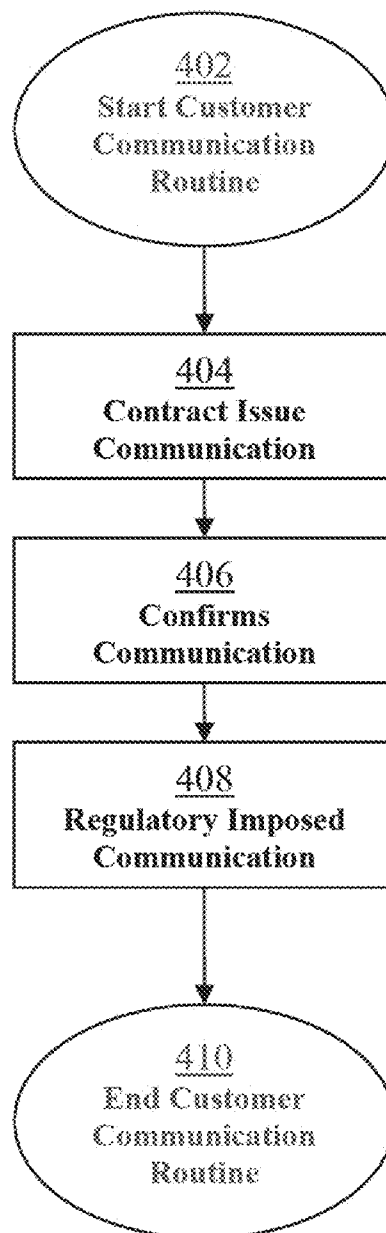 402
Start Customer
Communication
Routine
404
Contract Issue
Communication
406
Confirms
Communication
408
Regulatory Imposed
Communication
410
End Customer
Communication
Routine